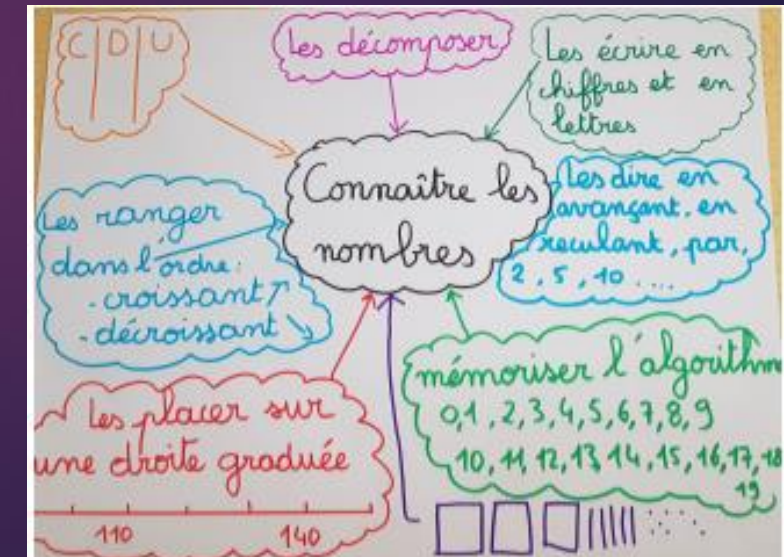 C | D | U
Les décomposer
Les écrire en
chiffres et en
lettres
Connaître les
nombres
Les ranger
dans l'ordre:
- croissant ↗
- décroissant ↘
Les dire en
avançant, en
reculant, par,
2, 5, 10 ....
Les placer sur
une droite graduée
110 140
mémoriser l'algorithm
0,1,2,3,4,5,6,7,8,9
10,11,12,13,14,15,16,17,18
19